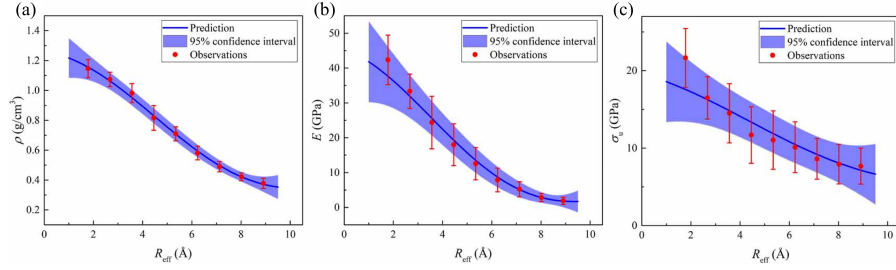 (a)
Prediction
95% confidence interval
Observations
ρ (g/cm³)
1.4
1.2
1.0
0.8
0.6
0.4
0.2
0 2 4 6 8 10
R_eff (Å)
(b)
Prediction
95% confidence interval
Observations
E (GPa)
60
50
40
30
20
10
0
0 2 4 6 8 10
R_eff (Å)
(c)
Prediction
95% confidence interval
Observations
σ_u (GPa)
20
10
0
0 2 4 6 8 10
R_eff (Å)